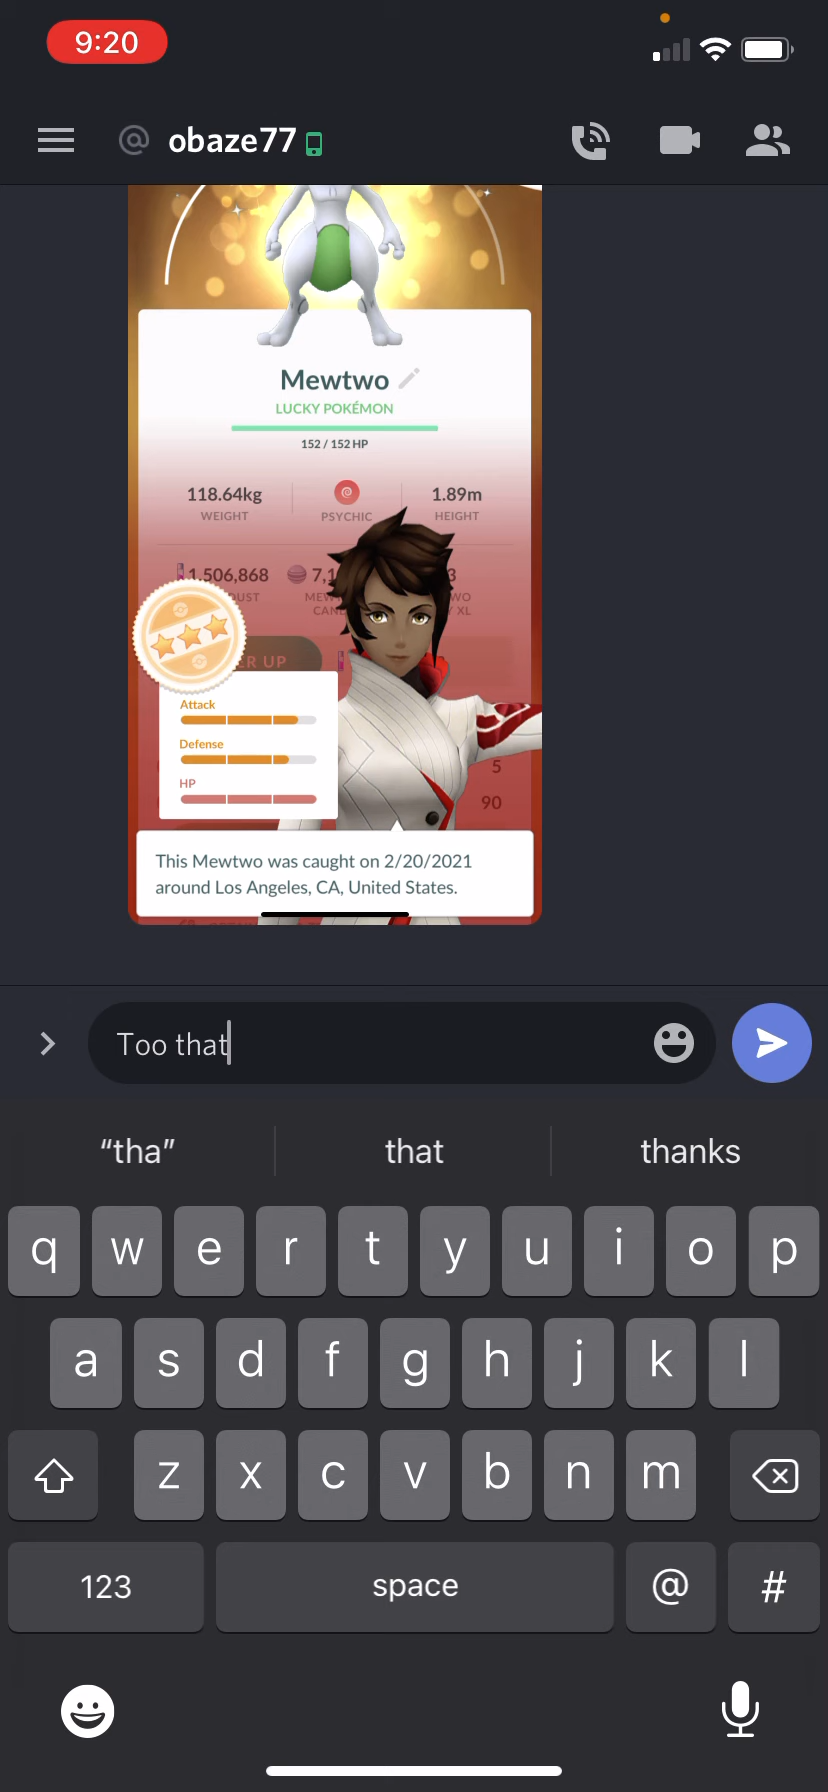 9:20
@ obaze77
Mewtwo
LUCKY POKÉMON
152 / 152 HP
118.64kg
WEIGHT
PSYCHIC
1.89m
HEIGHT
1,506,868
Attack
Defense
HP
5
90
This Mewtwo was caught on 2/20/2021
around Los Angeles, CA, United States.
Too that
“tha” that thanks
q w e r t y u i o p
a s d f g h j k l
z x c v b n m
123 space @ #